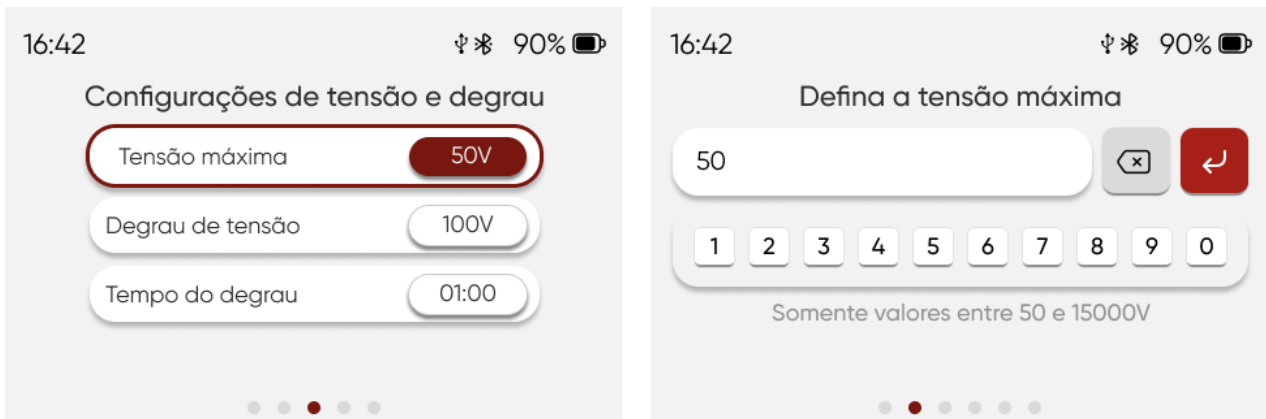 16:42 90%
Configurações de tensão e degrau
Tensão máxima 50V
Degrau de tensão 100V
Tempo do degrau 01:00
16:42 90%
Defina a tensão máxima
50
1 2 3 4 5 6 7 8 9 0
Somente valores entre 50 e 15000V